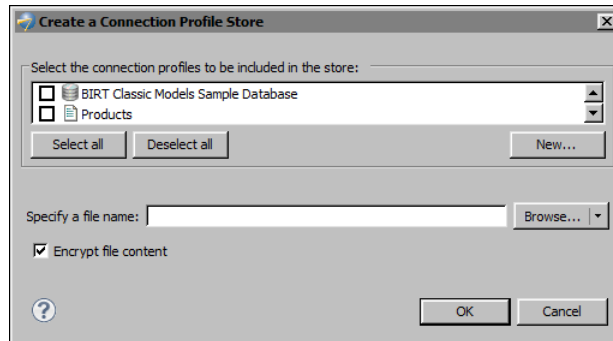 Create a Connection Profile Store
Select the connection profiles to be included in the store:
BIRT Classic Models Sample Database
Products
Select all
Deselect all
New...
Specify a file name:
Browse...
Encrypt file content
?
OK
Cancel